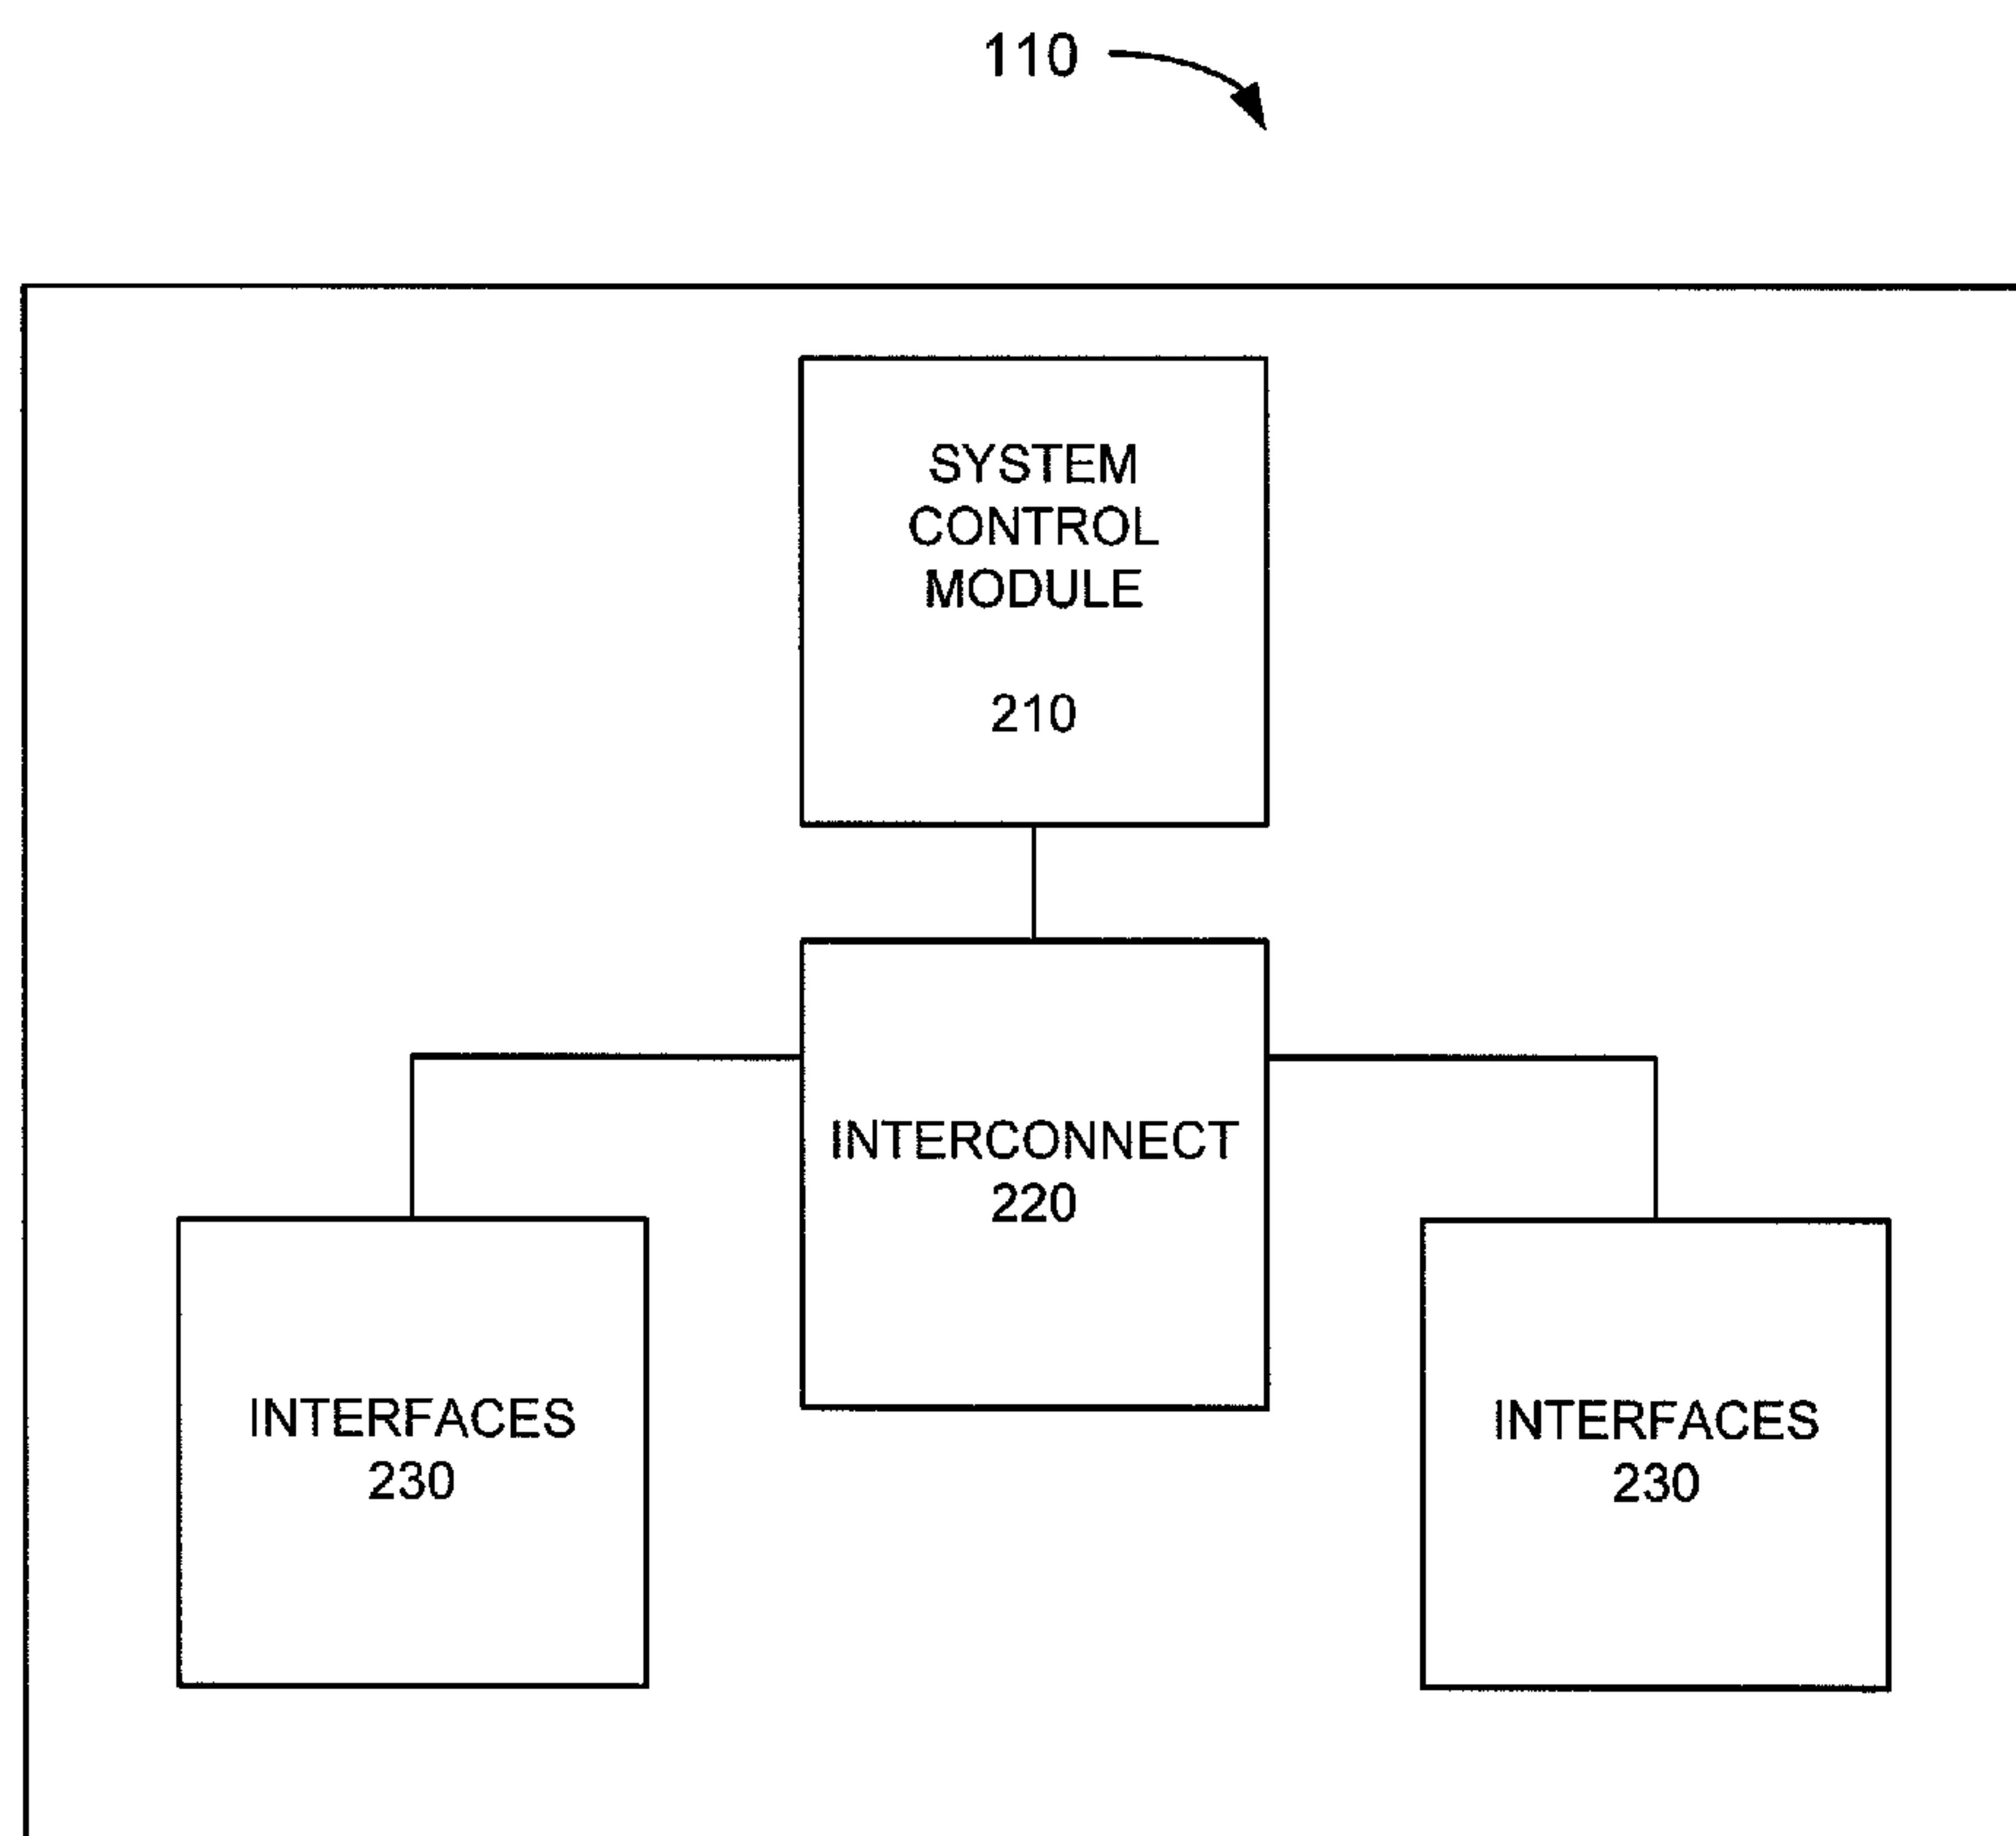 110
SYSTEM
CONTROL
MODULE
210
INTERCONNECT
220
INTERFACES
230
INTERFACES
230